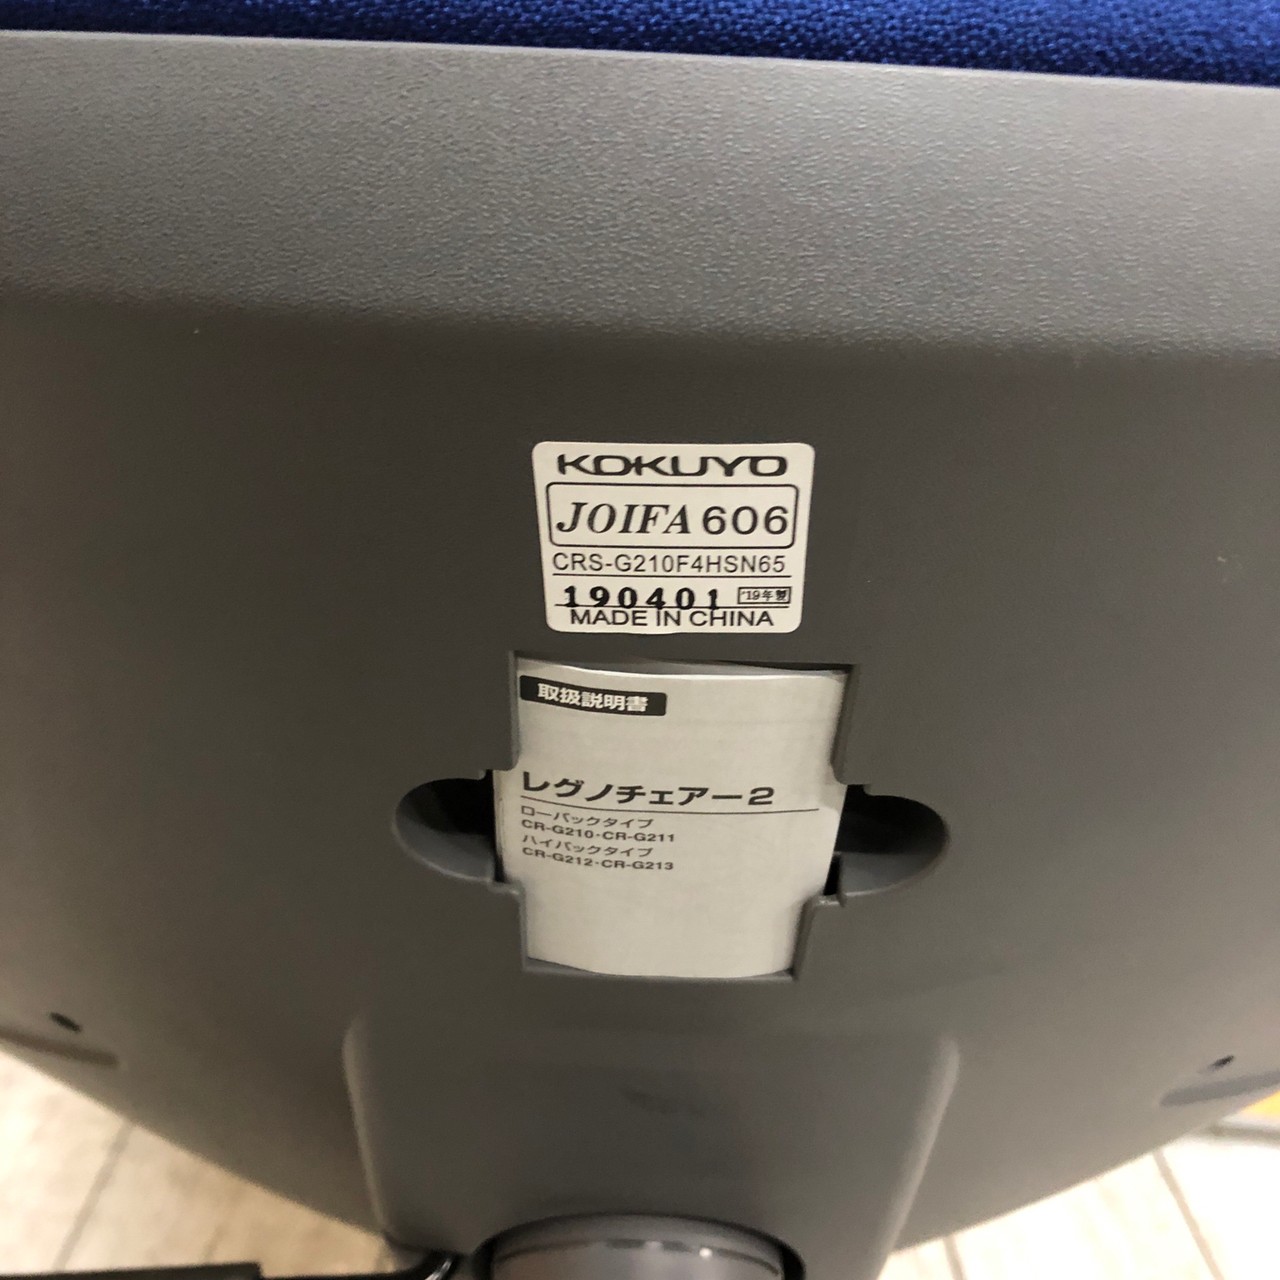 KOKUYO
JOIFA 606
CRS-G210F4HSN65
190401 '19年製
MADE IN CHINA
取扱説明書
レグノチェアー2
ローバックタイプ
CR-G210・CR-G211
ハイバックタイプ
CR-G212・CR-G213